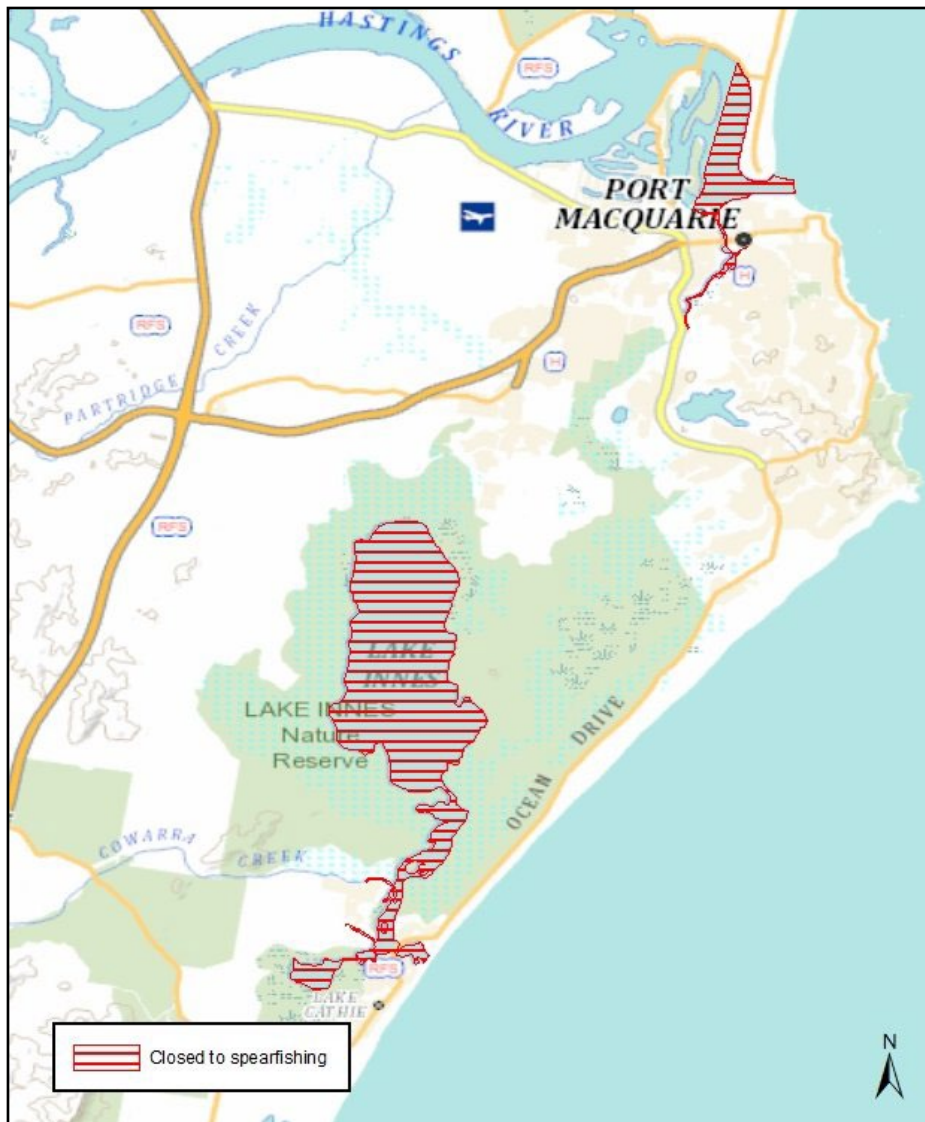 HASTINGS
RIVER
RFS
PORT
MACQUARIE
H
RFS
PARTRIDGE
CREEK
H
RFS
LAKE
INNES
LAKE INNES
Nature
Reserve
OCEAN DRIVE
COWARRA
CREEK
RFS
LAKE
CATHIE
Closed to spearfishing
N